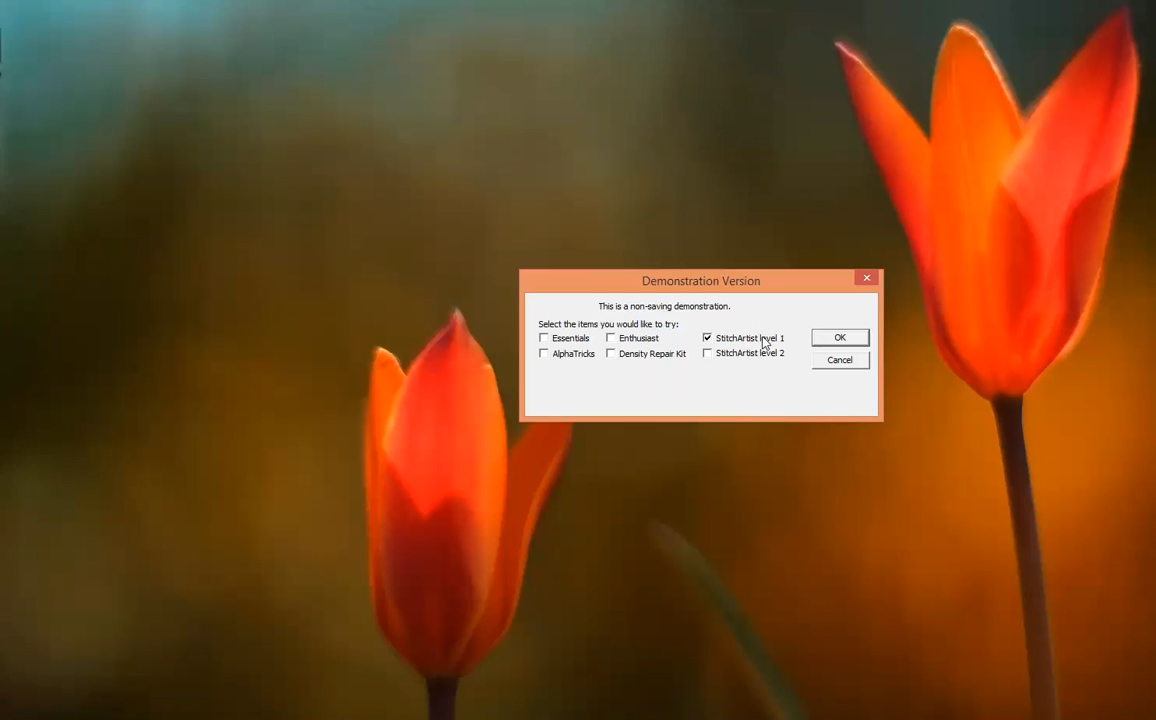 Demonstration Version
This is a non-saving demonstration.
Select the items you would like to try:
Essentials Enthusiast StitchArtist level 1 OK
AlphaTricks Density Repair Kit StitchArtist level 2 Cancel